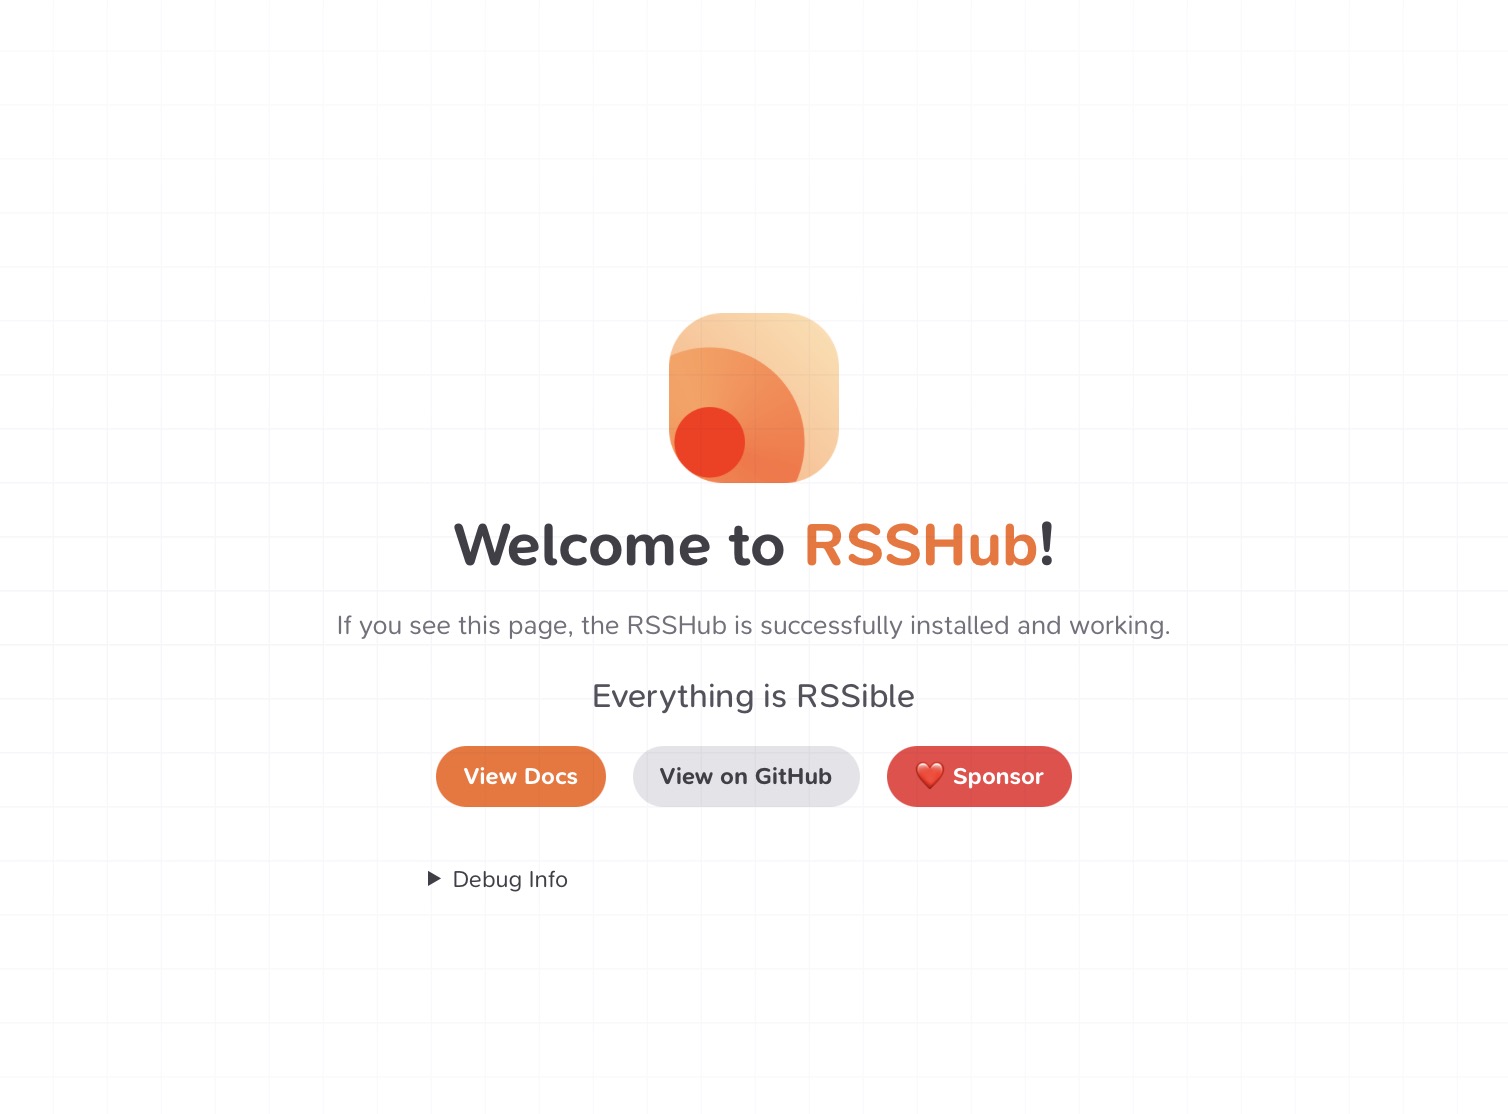 Welcome to RSSHub!
If you see this page, the RSSHub is successfully installed and working.
Everything is RSSible
View Docs
View on GitHub
❤️ Sponsor
▶ Debug Info